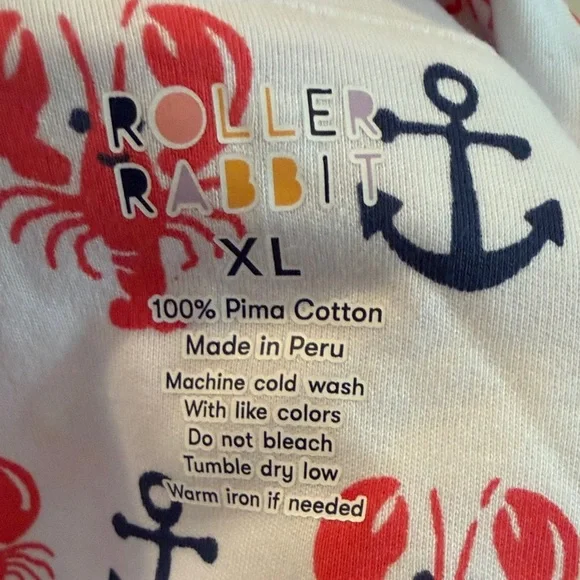 ROLLER
RABBIT
XL
100% Pima Cotton
Made in Peru
Machine cold wash
With like colors
Do not bleach
Tumble dry low
Warm iron if needed